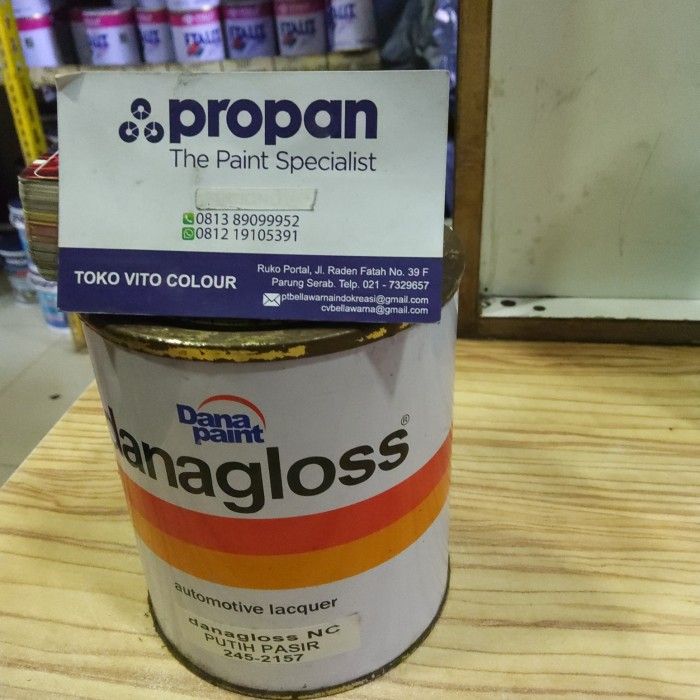 ITALIT
propan
The Paint Specialist
0813 89099952
0812 19105391
TOKO VITO COLOUR
Ruko Portal, Jl. Raden Fatah No. 39 F
Parung Serab. Telp. 021 - 7329657
ptbellawarnaindokreasi@gmail.com
cvbellawarna@gmail.com
Dana
paint
danagloss®
automotive lacquer
danagloss NC
PUTIH PASIR
245-2157